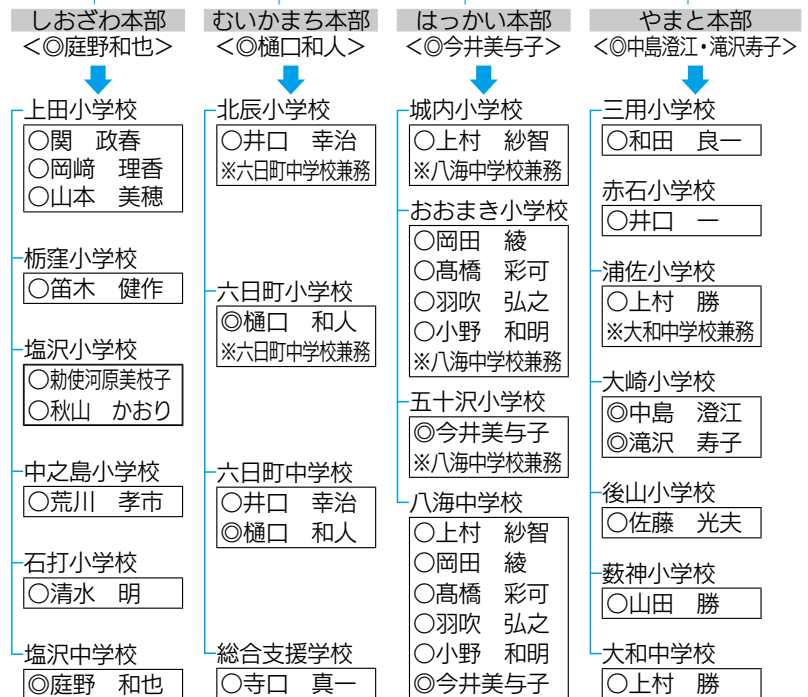 しおざわ本部
<◎庭野和也>
上田小学校
○関　政春
○岡﨑　理香
○山本　美穂
栃窪小学校
○笛木　健作
塩沢小学校
○勅使河原美枝子
○秋山　かおり
中之島小学校
○荒川　孝市
石打小学校
○清水　明
塩沢中学校
◎庭野　和也
むいかまち本部
<◎樋口和人>
北辰小学校
○井口　幸治
※六日町中学校兼務
六日町小学校
◎樋口　和人
※六日町中学校兼務
六日町中学校
○井口　幸治
◎樋口　和人
総合支援学校
○寺口　真一
はっかい本部
<◎今井美与子>
城内小学校
○上村　紗智
※八海中学校兼務
おおまき小学校
○岡田　綾
○髙橋　彩可
○羽吹　弘之
○小野　和明
※八海中学校兼務
五十沢小学校
◎今井美与子
※八海中学校兼務
八海中学校
○上村　紗智
○岡田　綾
○髙橋　彩可
○羽吹　弘之
○小野　和明
◎今井美与子
やまと本部
<◎中島澄江・滝沢寿子>
三用小学校
○和田　良一
赤石小学校
○井口　一
浦佐小学校
○上村　勝
※大和中学校兼務
大崎小学校
◎中島　澄江
◎滝沢　寿子
後山小学校
○佐藤　光夫
薮神小学校
○山田　勝
大和中学校
○上村　勝